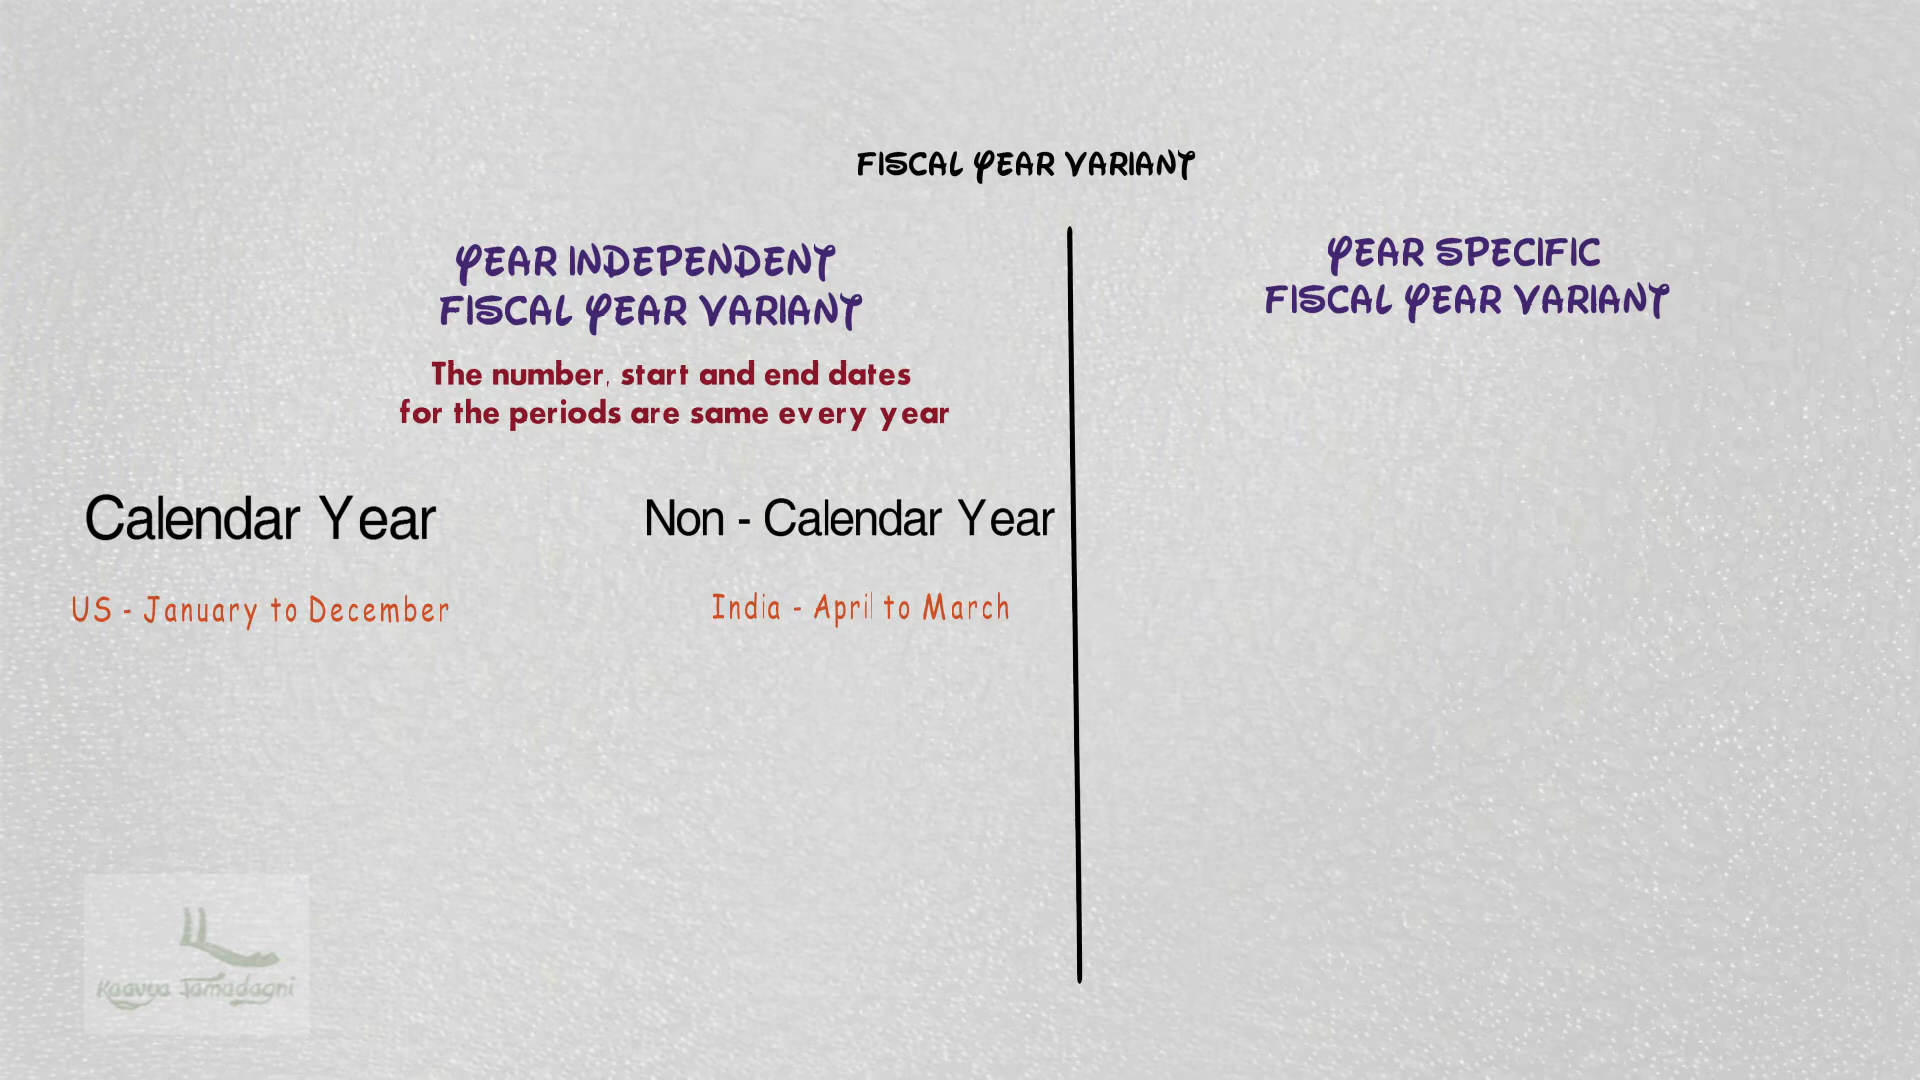 FISCAL YEAR VARIANT
YEAR INDEPENDENT
FISCAL YEAR VARIANT
The number, start and end dates
for the periods are same every year
Calendar Year
US - January to December
Non - Calendar Year
India - April to March
YEAR SPECIFIC
FISCAL YEAR VARIANT
Kaavya Jamadagni